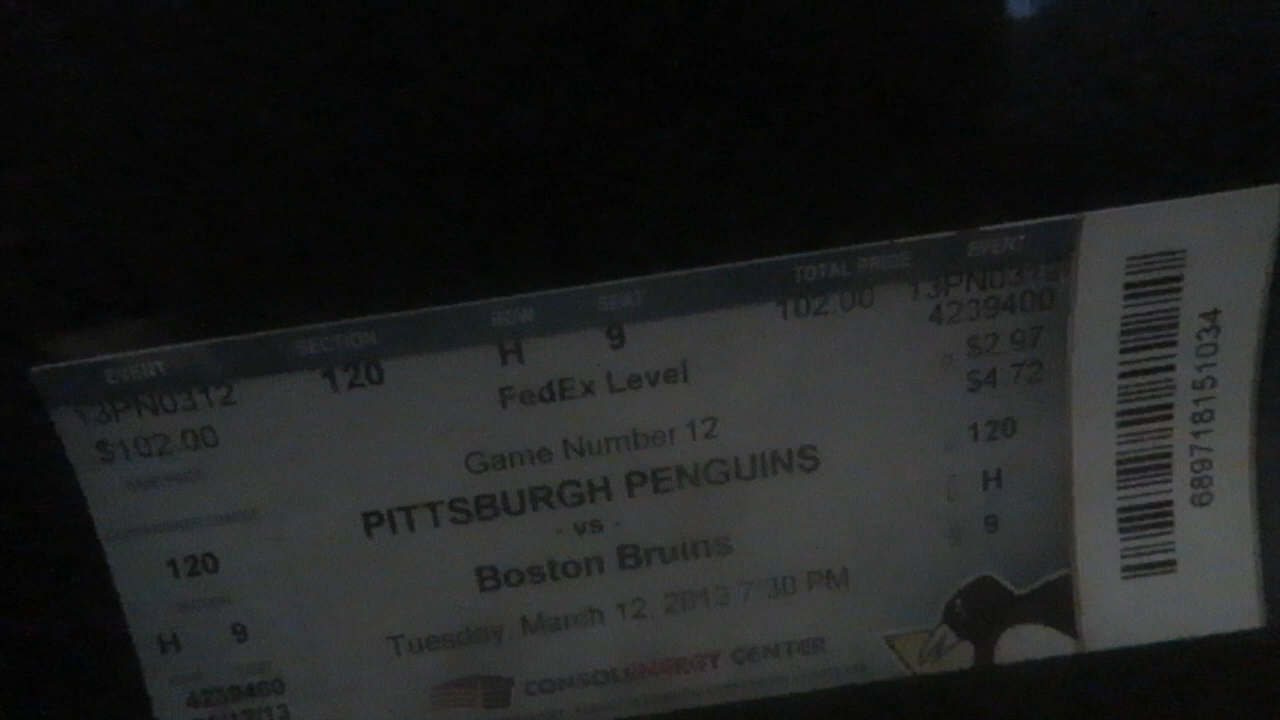 EVENT SECTION ROW SEAT TOTAL PRICE EVENT
13PN0312 120 H 9 102.00 13PN0312
$102.00 FedEx Level 4239400
$2.97
$4.72
Game Number 12 120
PITTSBURGH PENGUINS H
- vs - 9
120 Boston Bruins
SECTION
H 9 Tuesday, March 12, 2013 7:30 PM
CONSOL ENERGY CENTER
4239400
689718151034